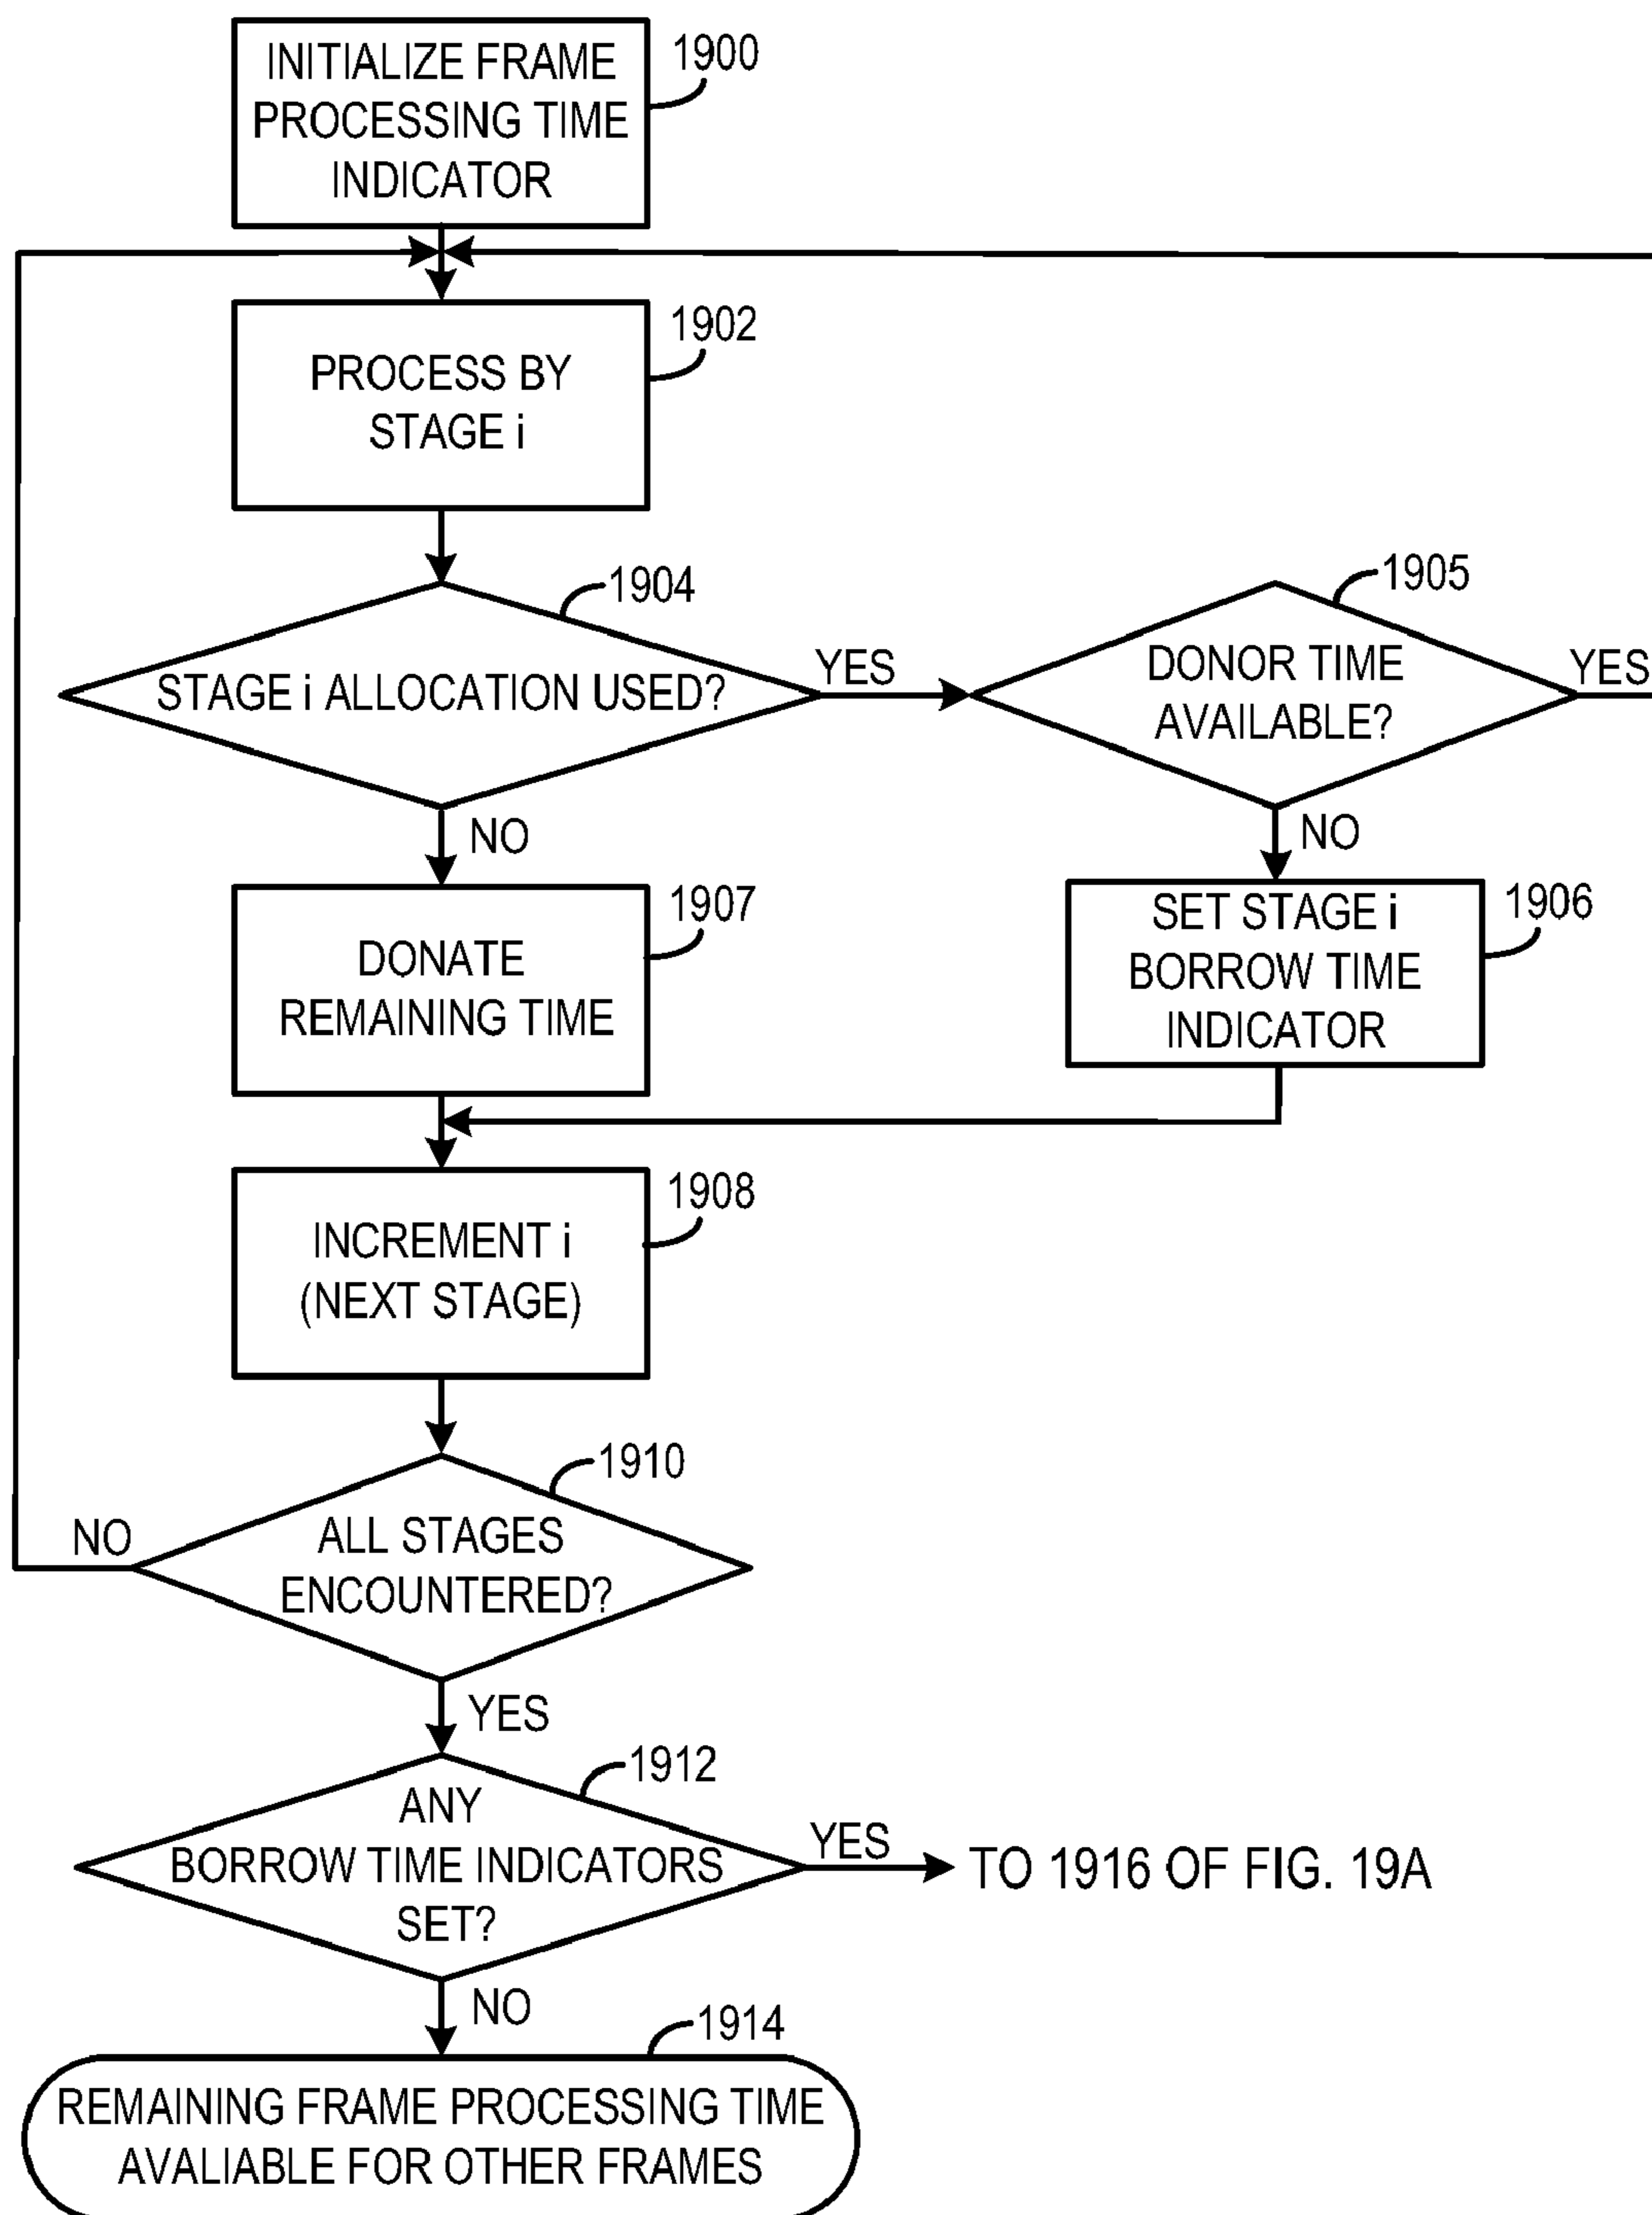 INITIALIZE FRAME
PROCESSING TIME
INDICATOR
1900
PROCESS BY
STAGE i
1902
STAGE i ALLOCATION USED?
1904
YES
DONOR TIME
AVAILABLE?
1905
YES
NO
NO
DONATE
REMAINING TIME
1907
SET STAGE i
BORROW TIME
INDICATOR
1906
INCREMENT i
(NEXT STAGE)
1908
ALL STAGES
ENCOUNTERED?
1910
NO
YES
ANY
BORROW TIME INDICATORS
SET?
1912
YES
TO 1916 OF FIG. 19A
NO
1914
REMAINING FRAME PROCESSING TIME
AVALIABLE FOR OTHER FRAMES